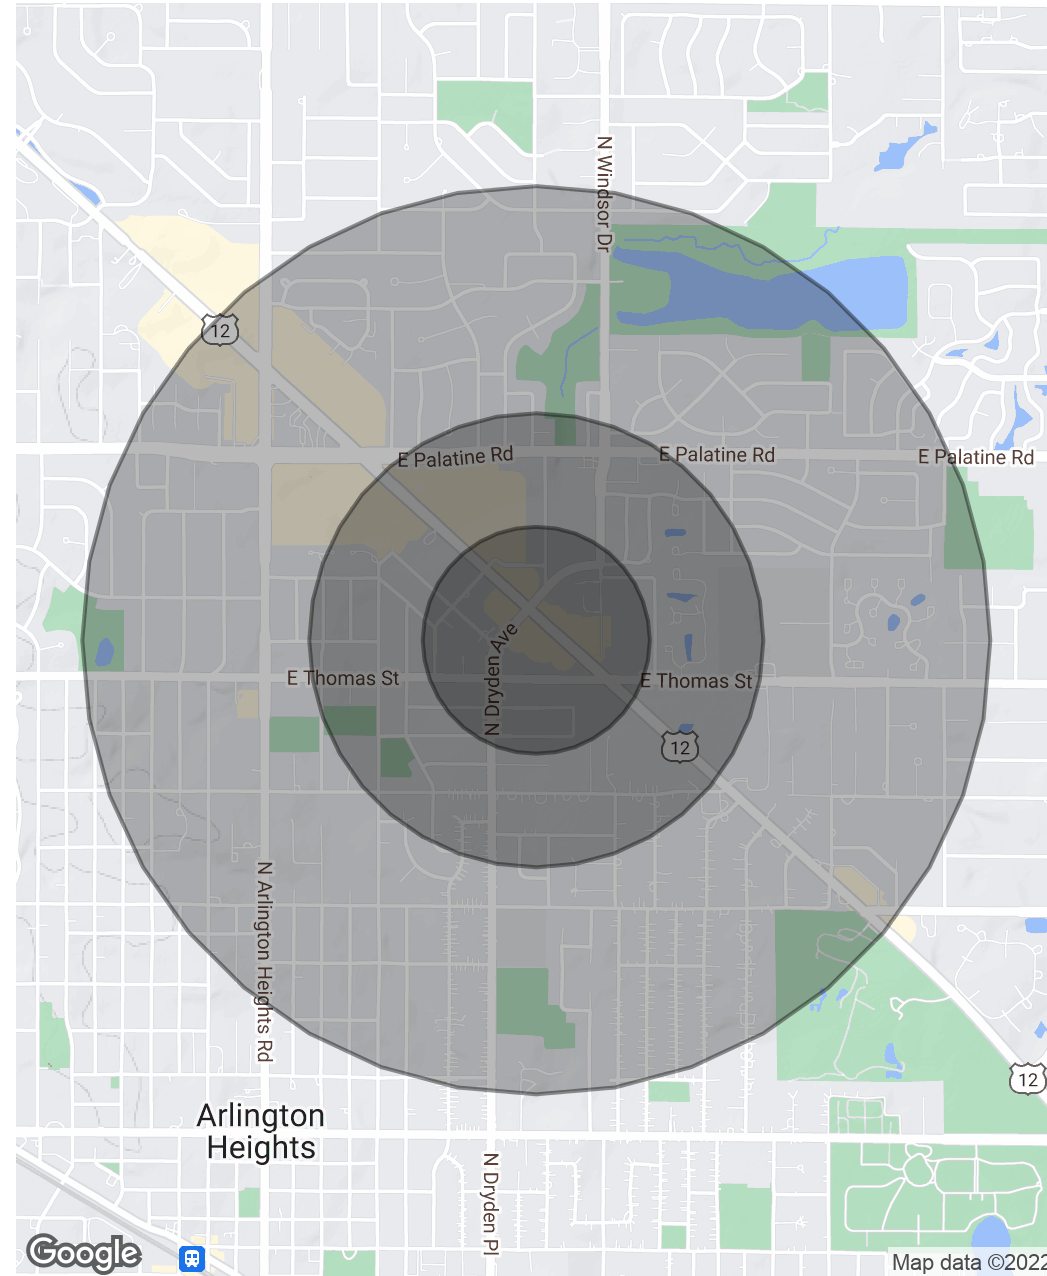 N Windsor Dr
12
E Palatine Rd
E Palatine Rd
E Palatine Rd
N Dryden Ave
E Thomas St
E Thomas St
12
N Arlington Heights Rd
12
Arlington
Heights
N Dryden Pl
Google
Map data ©2022